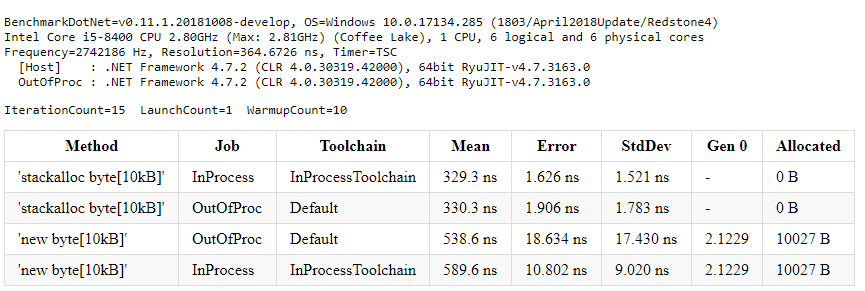 BenchmarkDotNet=v0.11.1.20181008-develop, OS=Windows 10.0.17134.285 (1803/April2018Update/Redstone4)
Intel Core i5-8400 CPU 2.80GHz (Max: 2.81GHz) (Coffee Lake), 1 CPU, 6 logical and 6 physical cores
Frequency=2742186 Hz, Resolution=364.6726 ns, Timer=TSC
[Host]     : .NET Framework 4.7.2 (CLR 4.0.30319.42000), 64bit RyuJIT-v4.7.3163.0
OutOfProc : .NET Framework 4.7.2 (CLR 4.0.30319.42000), 64bit RyuJIT-v4.7.3163.0
IterationCount=15  LaunchCount=1  WarmupCount=10
Method Job Toolchain Mean Error StdDev Gen 0 Allocated
'stackalloc byte[10kB]' InProcess InProcessToolchain 329.3 ns 1.626 ns 1.521 ns - 0 B
'stackalloc byte[10kB]' OutOfProc Default 330.3 ns 1.906 ns 1.783 ns - 0 B
'new byte[10kB]' OutOfProc Default 538.6 ns 18.634 ns 17.430 ns 2.1229 10027 B
'new byte[10kB]' InProcess InProcessToolchain 589.6 ns 10.802 ns 9.020 ns 2.1229 10027 B